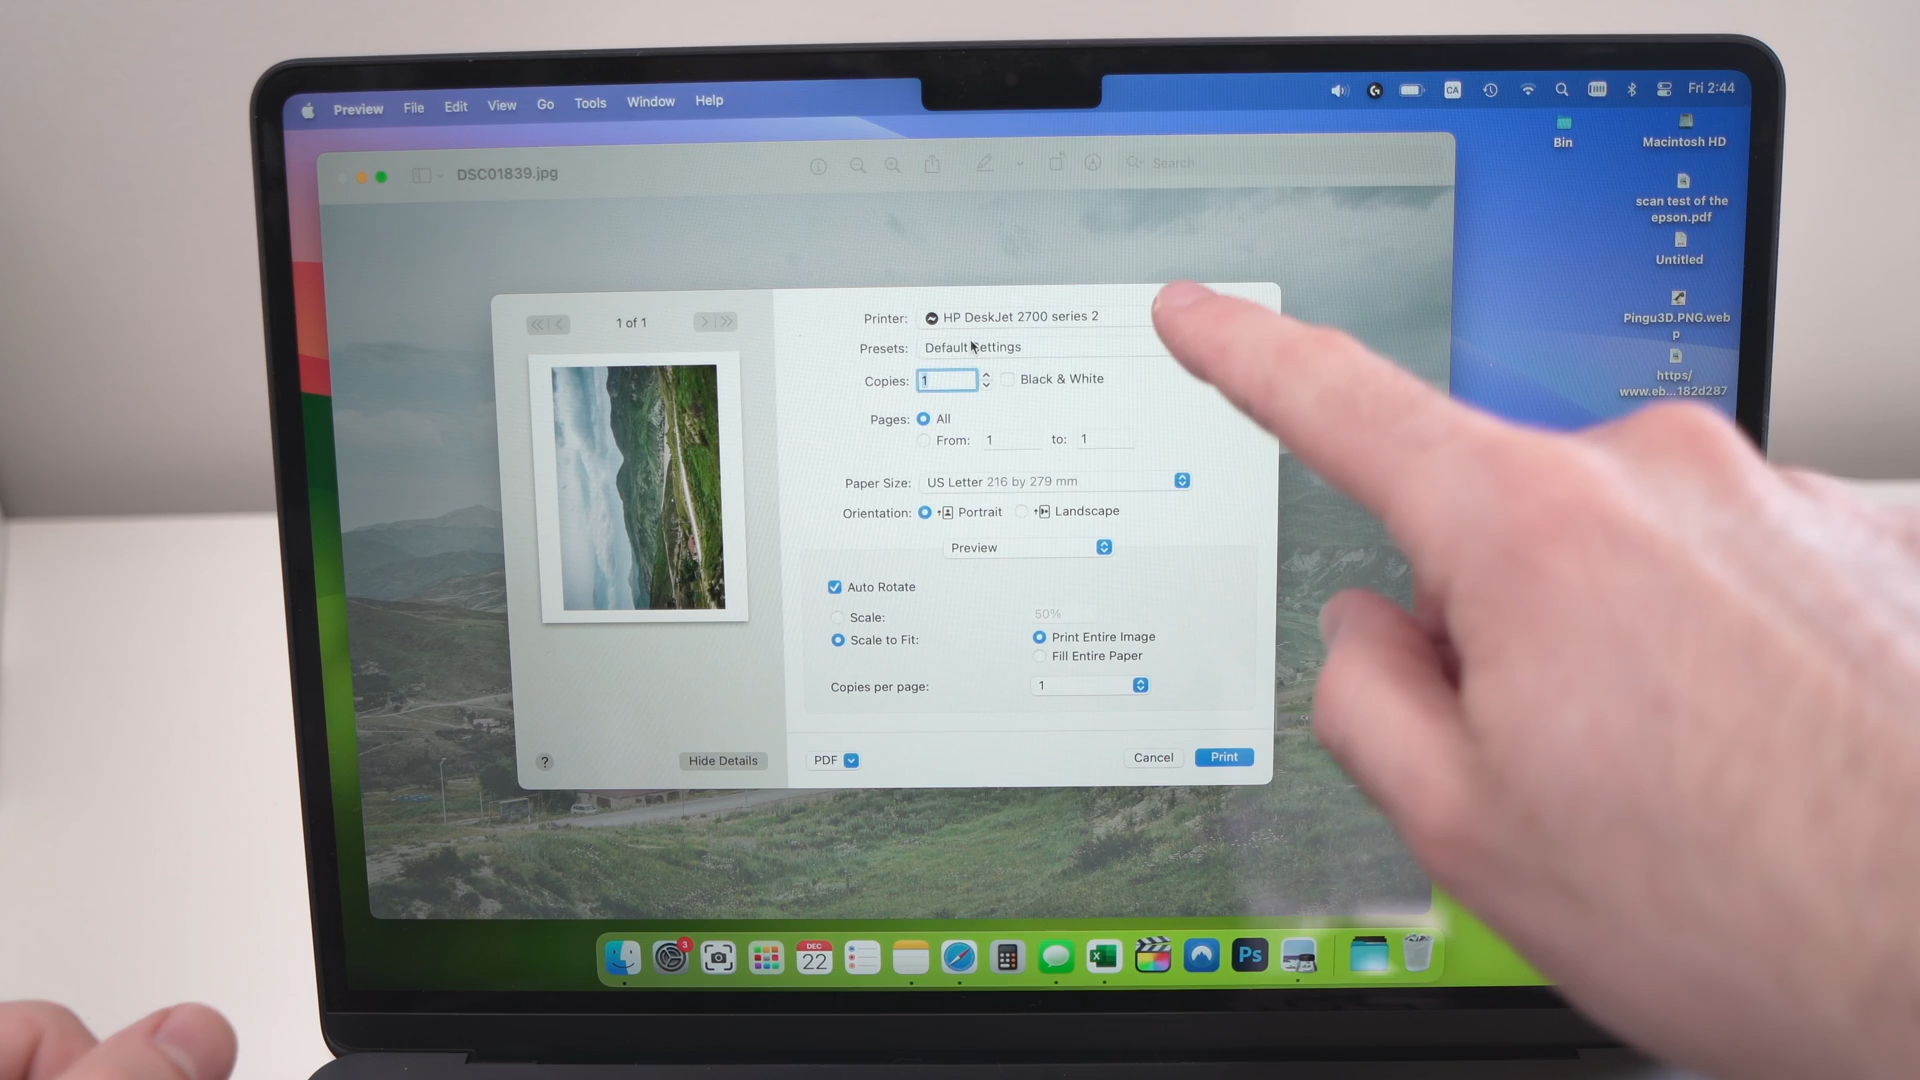 Preview File Edit View Go Tools Window Help
CA Fri 2:44
DSC01839.jpg
Search
Bin
Macintosh HD
scan test of the
epson.pdf
Untitled
Pingu3D.PNG.web
p
https/
www.eb...182d287
1 of 1
Printer: HP DeskJet 2700 series 2
Presets: Default Settings
Copies: 1 Black & White
Pages: All
From: 1 to: 1
Paper Size: US Letter 216 by 279 mm
Orientation: Portrait Landscape
Preview
Auto Rotate
Scale: 50%
Scale to Fit: Print Entire Image
Fill Entire Paper
Copies per page: 1
? Hide Details PDF Cancel Print
3
DEC
22
X
Ps